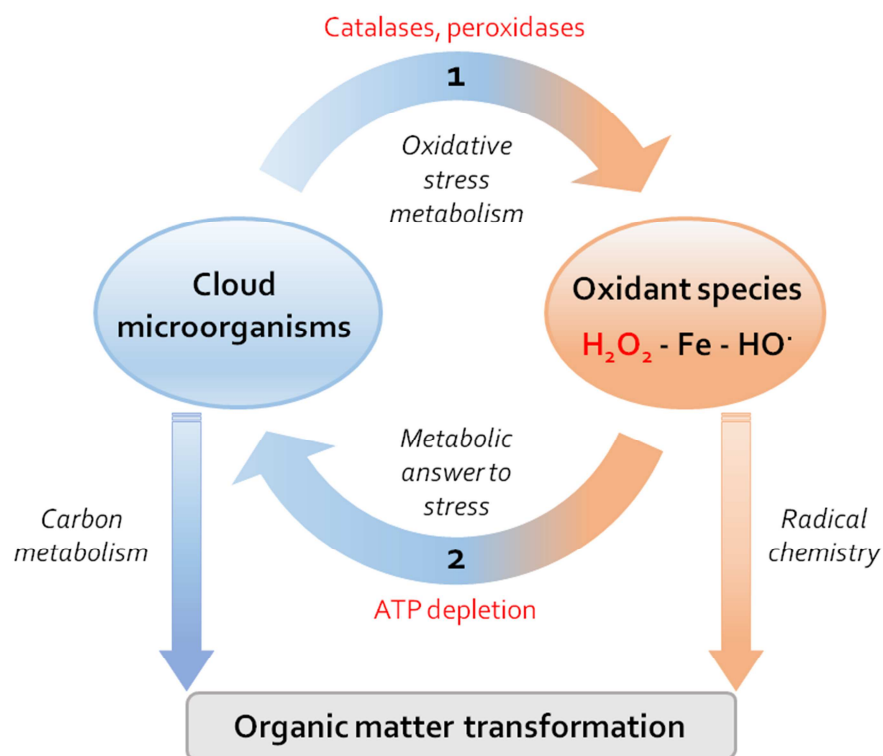 Catalases, peroxidases
1
Oxidative
stress
metabolism
Cloud
microorganisms
Oxidant species
H₂O₂ - Fe - HO·
Metabolic
answer to
stress
Carbon
metabolism
Radical
chemistry
2
ATP depletion
Organic matter transformation